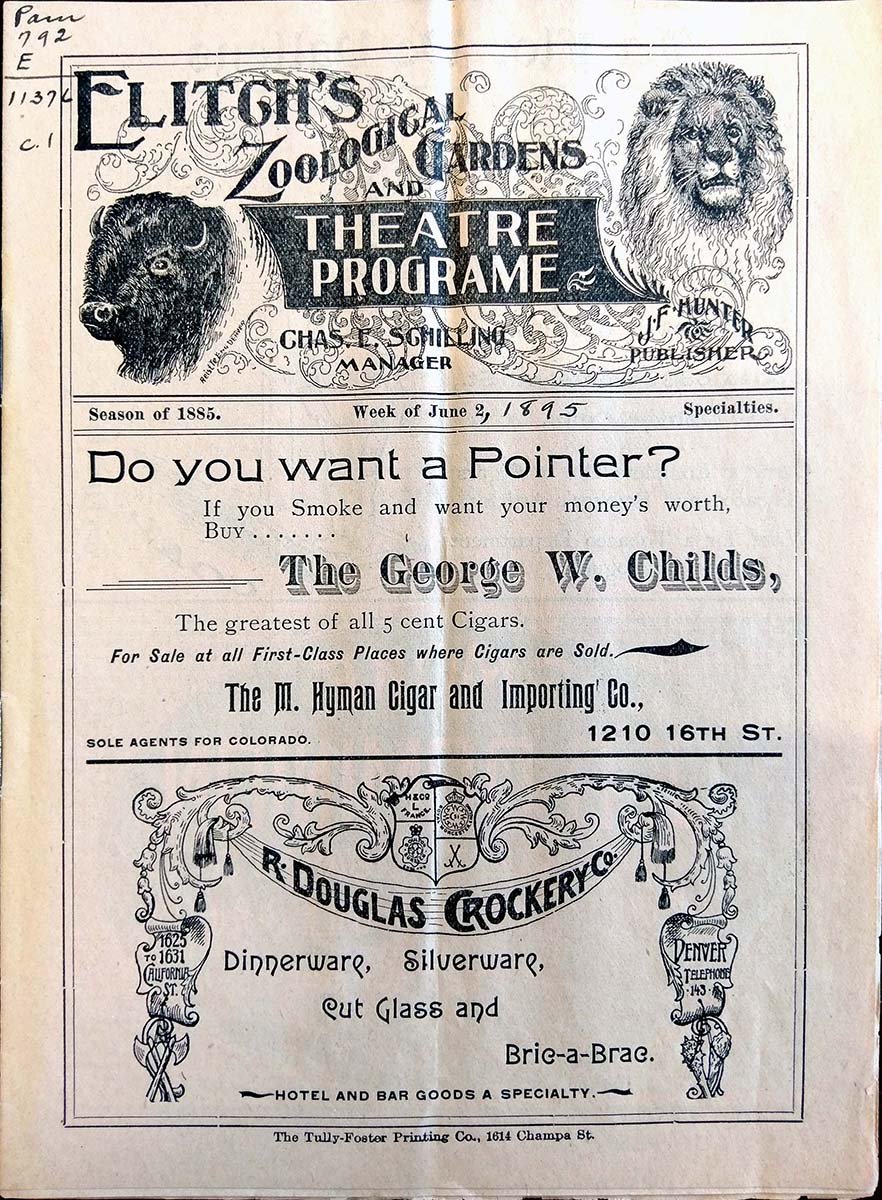 Pam
792
E
11376
c.1
ELITCH'S
ZOOLOGICAL GARDENS
AND
THEATRE
PROGRAME
CHAS. E. SCHILLING
MANAGER
J.F. HUNTER
PUBLISHER
Season of 1885. Week of June 2, 1895 Specialties.
Do you want a Pointer?
If you Smoke and want your money's worth,
BUY.......
The George W. Childs,
The greatest of all 5 cent Cigars.
For Sale at all First-Class Places where Cigars are Sold.
The M. Hyman Cigar and Importing Co.,
SOLE AGENTS FOR COLORADO. 1210 16TH ST.
H&CO
L
FRANCE
R. DOUGLAS CROCKERY CO.
1625
TO 1631
CALIFORNIA
ST.
DENVER
TELEPHONE
·143·
Dinnerware, Silverware,
Cut Glass and
Bric-a-Brac.
HOTEL AND BAR GOODS A SPECIALTY.
The Tully-Foster Printing Co., 1614 Champa St.